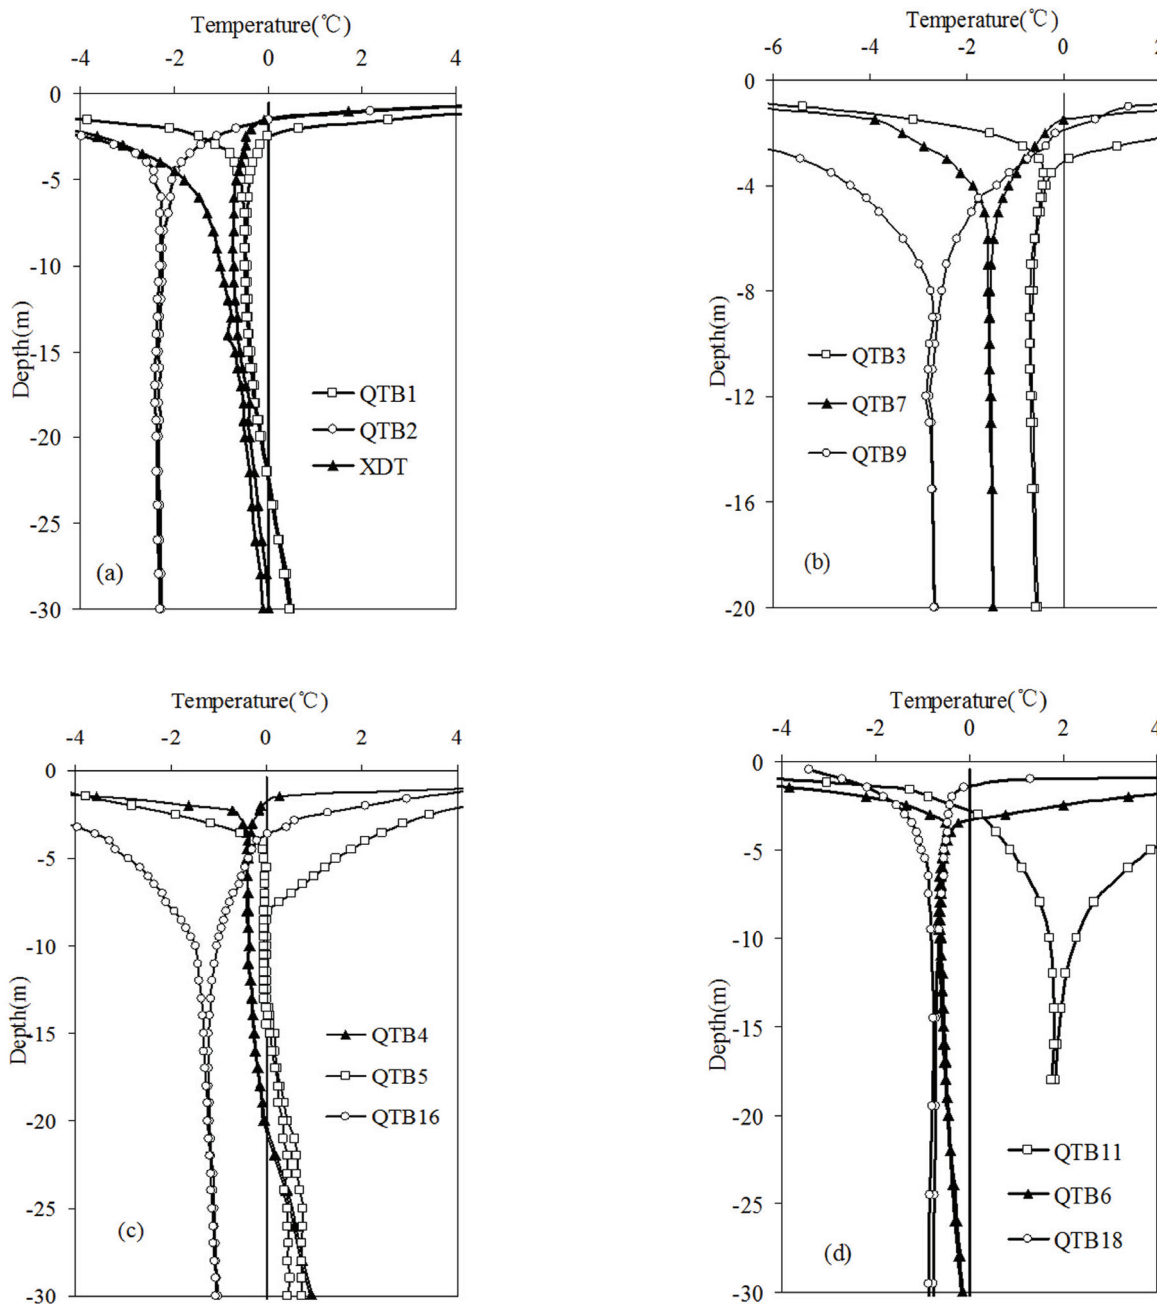 Temperature(℃)
-4 -2 0 2 4
0
-5
-10
-15
-20
-25
-30
Depth(m)
QTB1
QTB2
XDT
(a)
Temperature(℃)
-6 -4 -2 0 2
0
-4
-8
-12
-16
-20
Depth(m)
QTB3
QTB7
QTB9
(b)
Temperature(℃)
-4 -2 0 2 4
0
-5
-10
-15
-20
-25
-30
Depth(m)
QTB4
QTB5
QTB16
(c)
Temperature(℃)
-4 -2 0 2 4
0
-5
-10
-15
-20
-25
-30
Depth(m)
QTB11
QTB6
QTB18
(d)